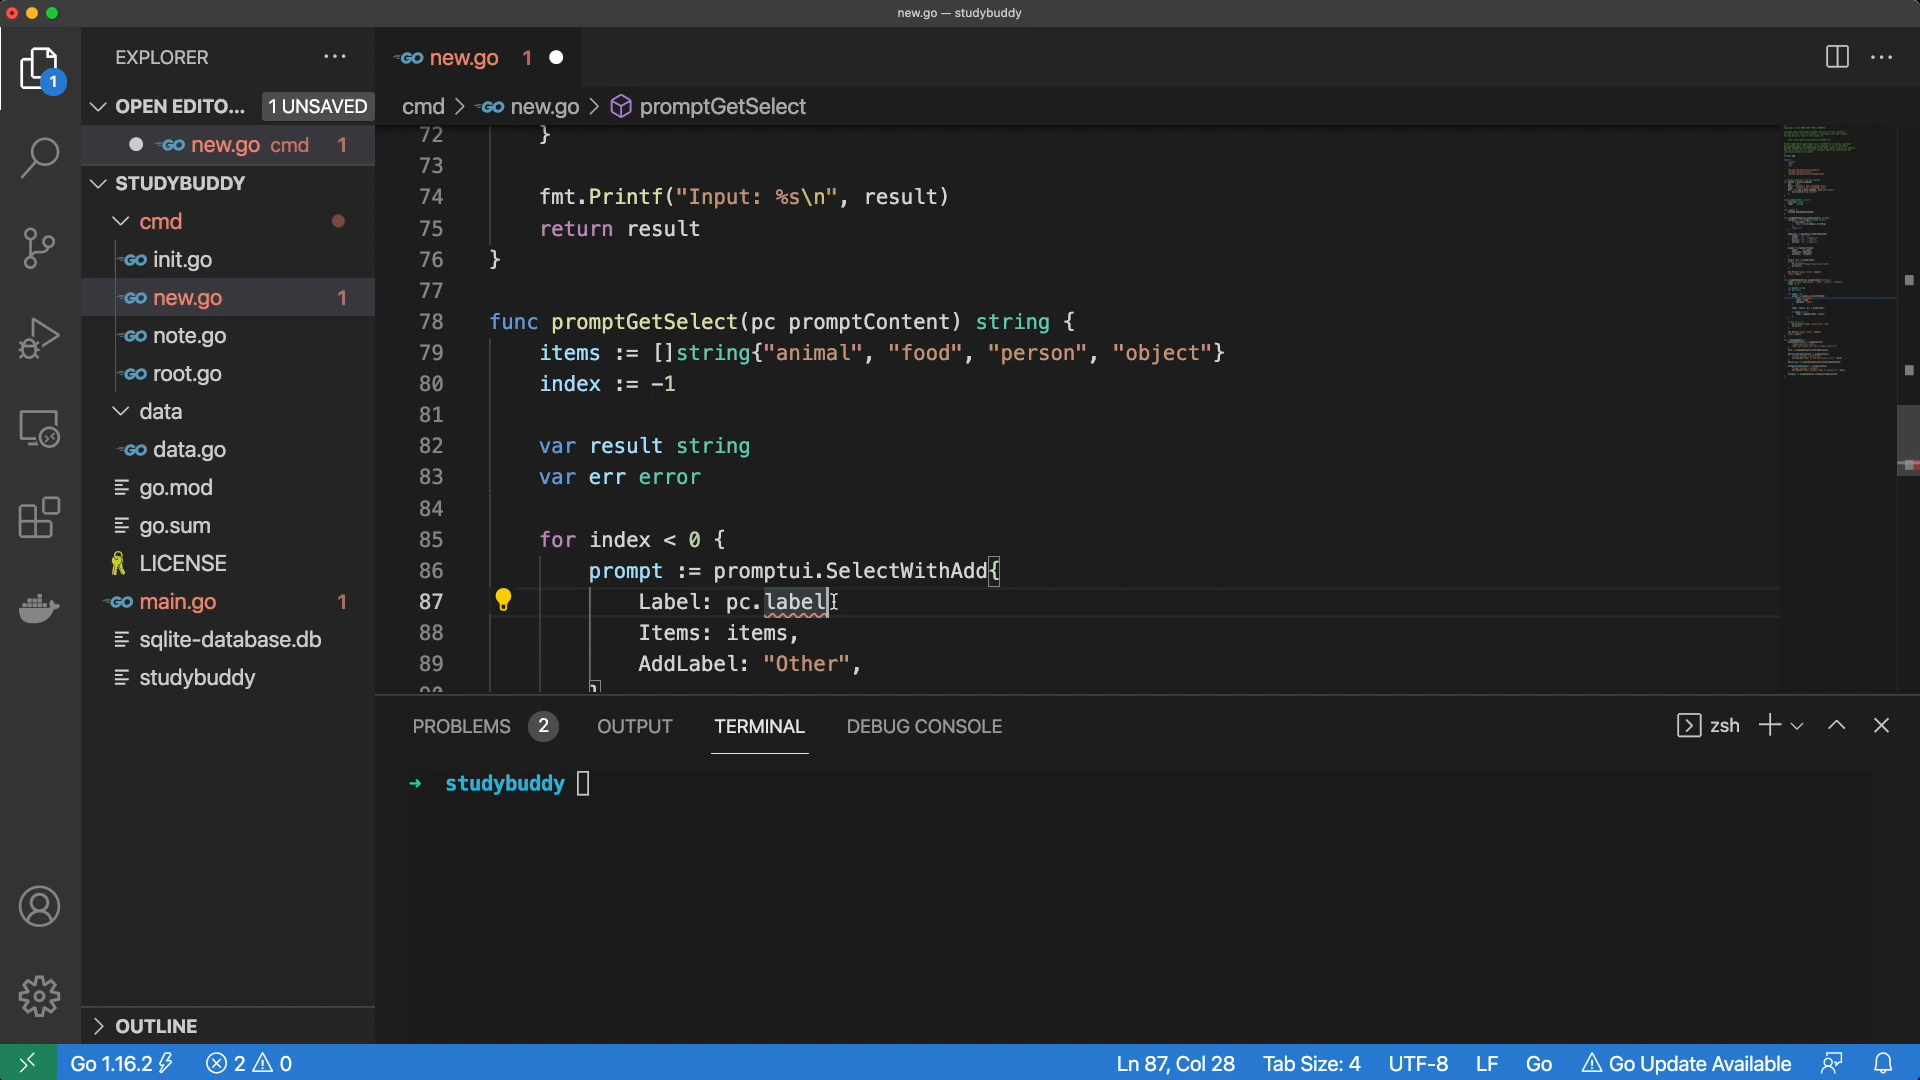 new.go — studybuddy
EXPLORER
new.go 1
1
OPEN EDITO... 1 UNSAVED
cmd > new.go > promptGetSelect
new.go cmd 1
STUDYBUDDY
cmd
init.go
new.go 1
note.go
root.go
data
data.go
go.mod
go.sum
LICENSE
main.go 1
sqlite-database.db
studybuddy
OUTLINE
72 }
73
74 fmt.Printf("Input: %s\n", result)
75 return result
76 }
77
78 func promptGetSelect(pc promptContent) string {
79 items := []string{"animal", "food", "person", "object"}
80 index := -1
81
82 var result string
83 var err error
84
85 for index < 0 {
86 prompt := promptui.SelectWithAdd{
87 Label: pc.label
88 Items: items,
89 AddLabel: "Other",
90 }
PROBLEMS 2 OUTPUT TERMINAL DEBUG CONSOLE zsh
→ studybuddy
Go 1.16.2 2 0 Ln 87, Col 28 Tab Size: 4 UTF-8 LF Go Go Update Available